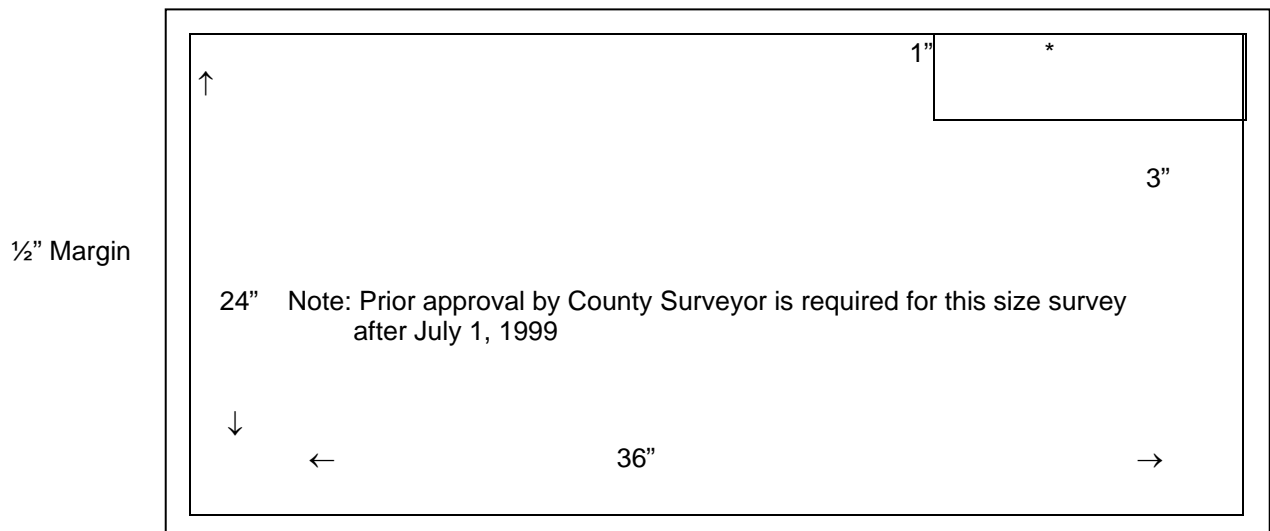 1” *
↑
3”
½” Margin
24” Note: Prior approval by County Surveyor is required for this size survey
after July 1, 1999
↓
← 36” →